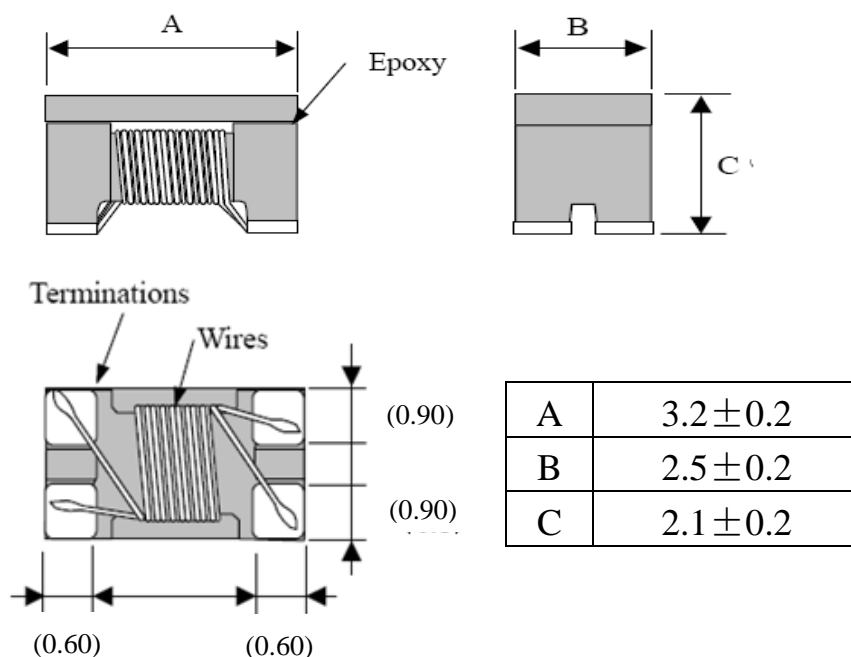 A
B
Epoxy
C
Terminations
Wires
(0.90)
(0.90)
A 3.2±0.2
B 2.5±0.2
C 2.1±0.2
(0.60) (0.60)